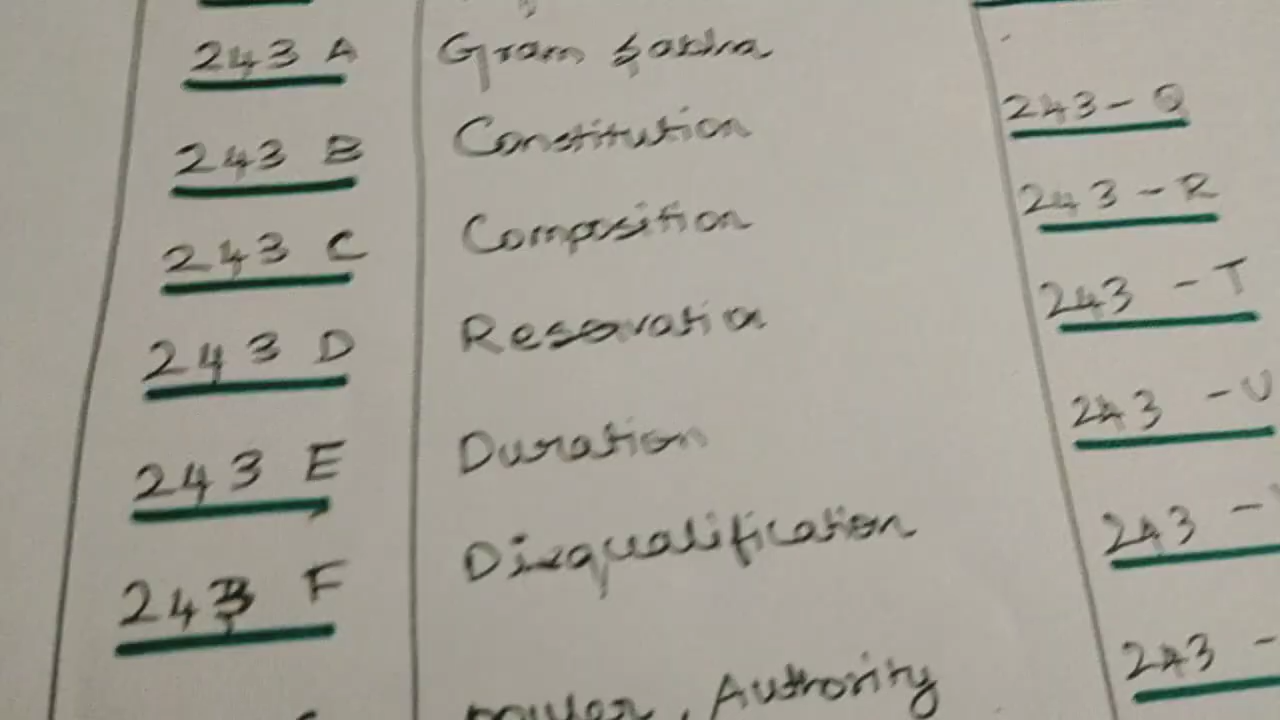 243 A Gram Sabha
243-Q
243 B Constitution
243-R
243 C Composition
243-T
243 D Reservation
243-U
243 E Duration
243 -
243 F Disqualification
243 -
power, Authority